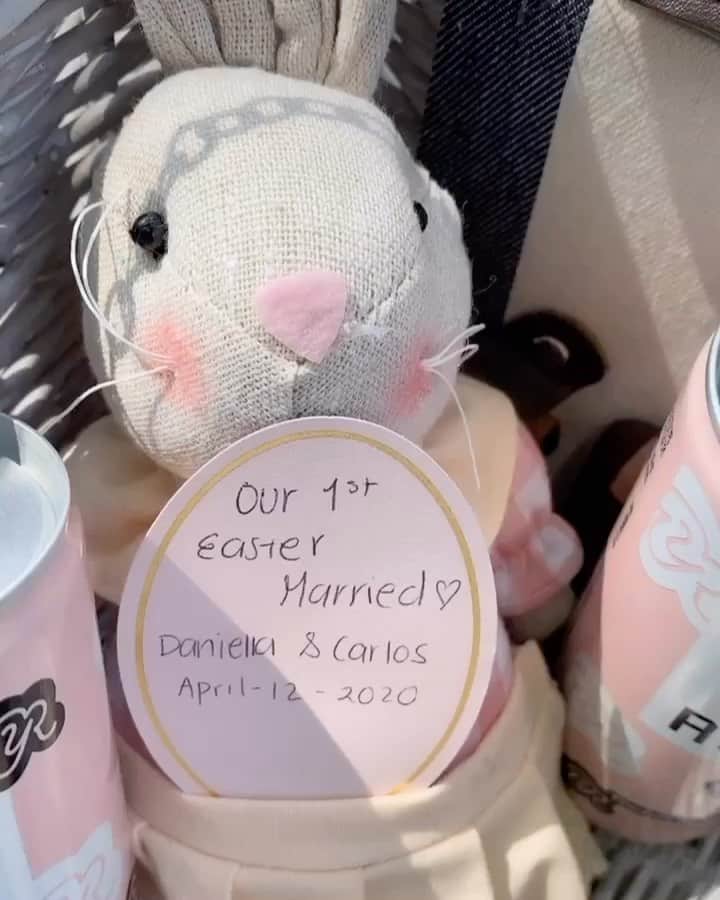 Our 1st
Easter
Married♡
Daniella & Carlos
April-12-2020